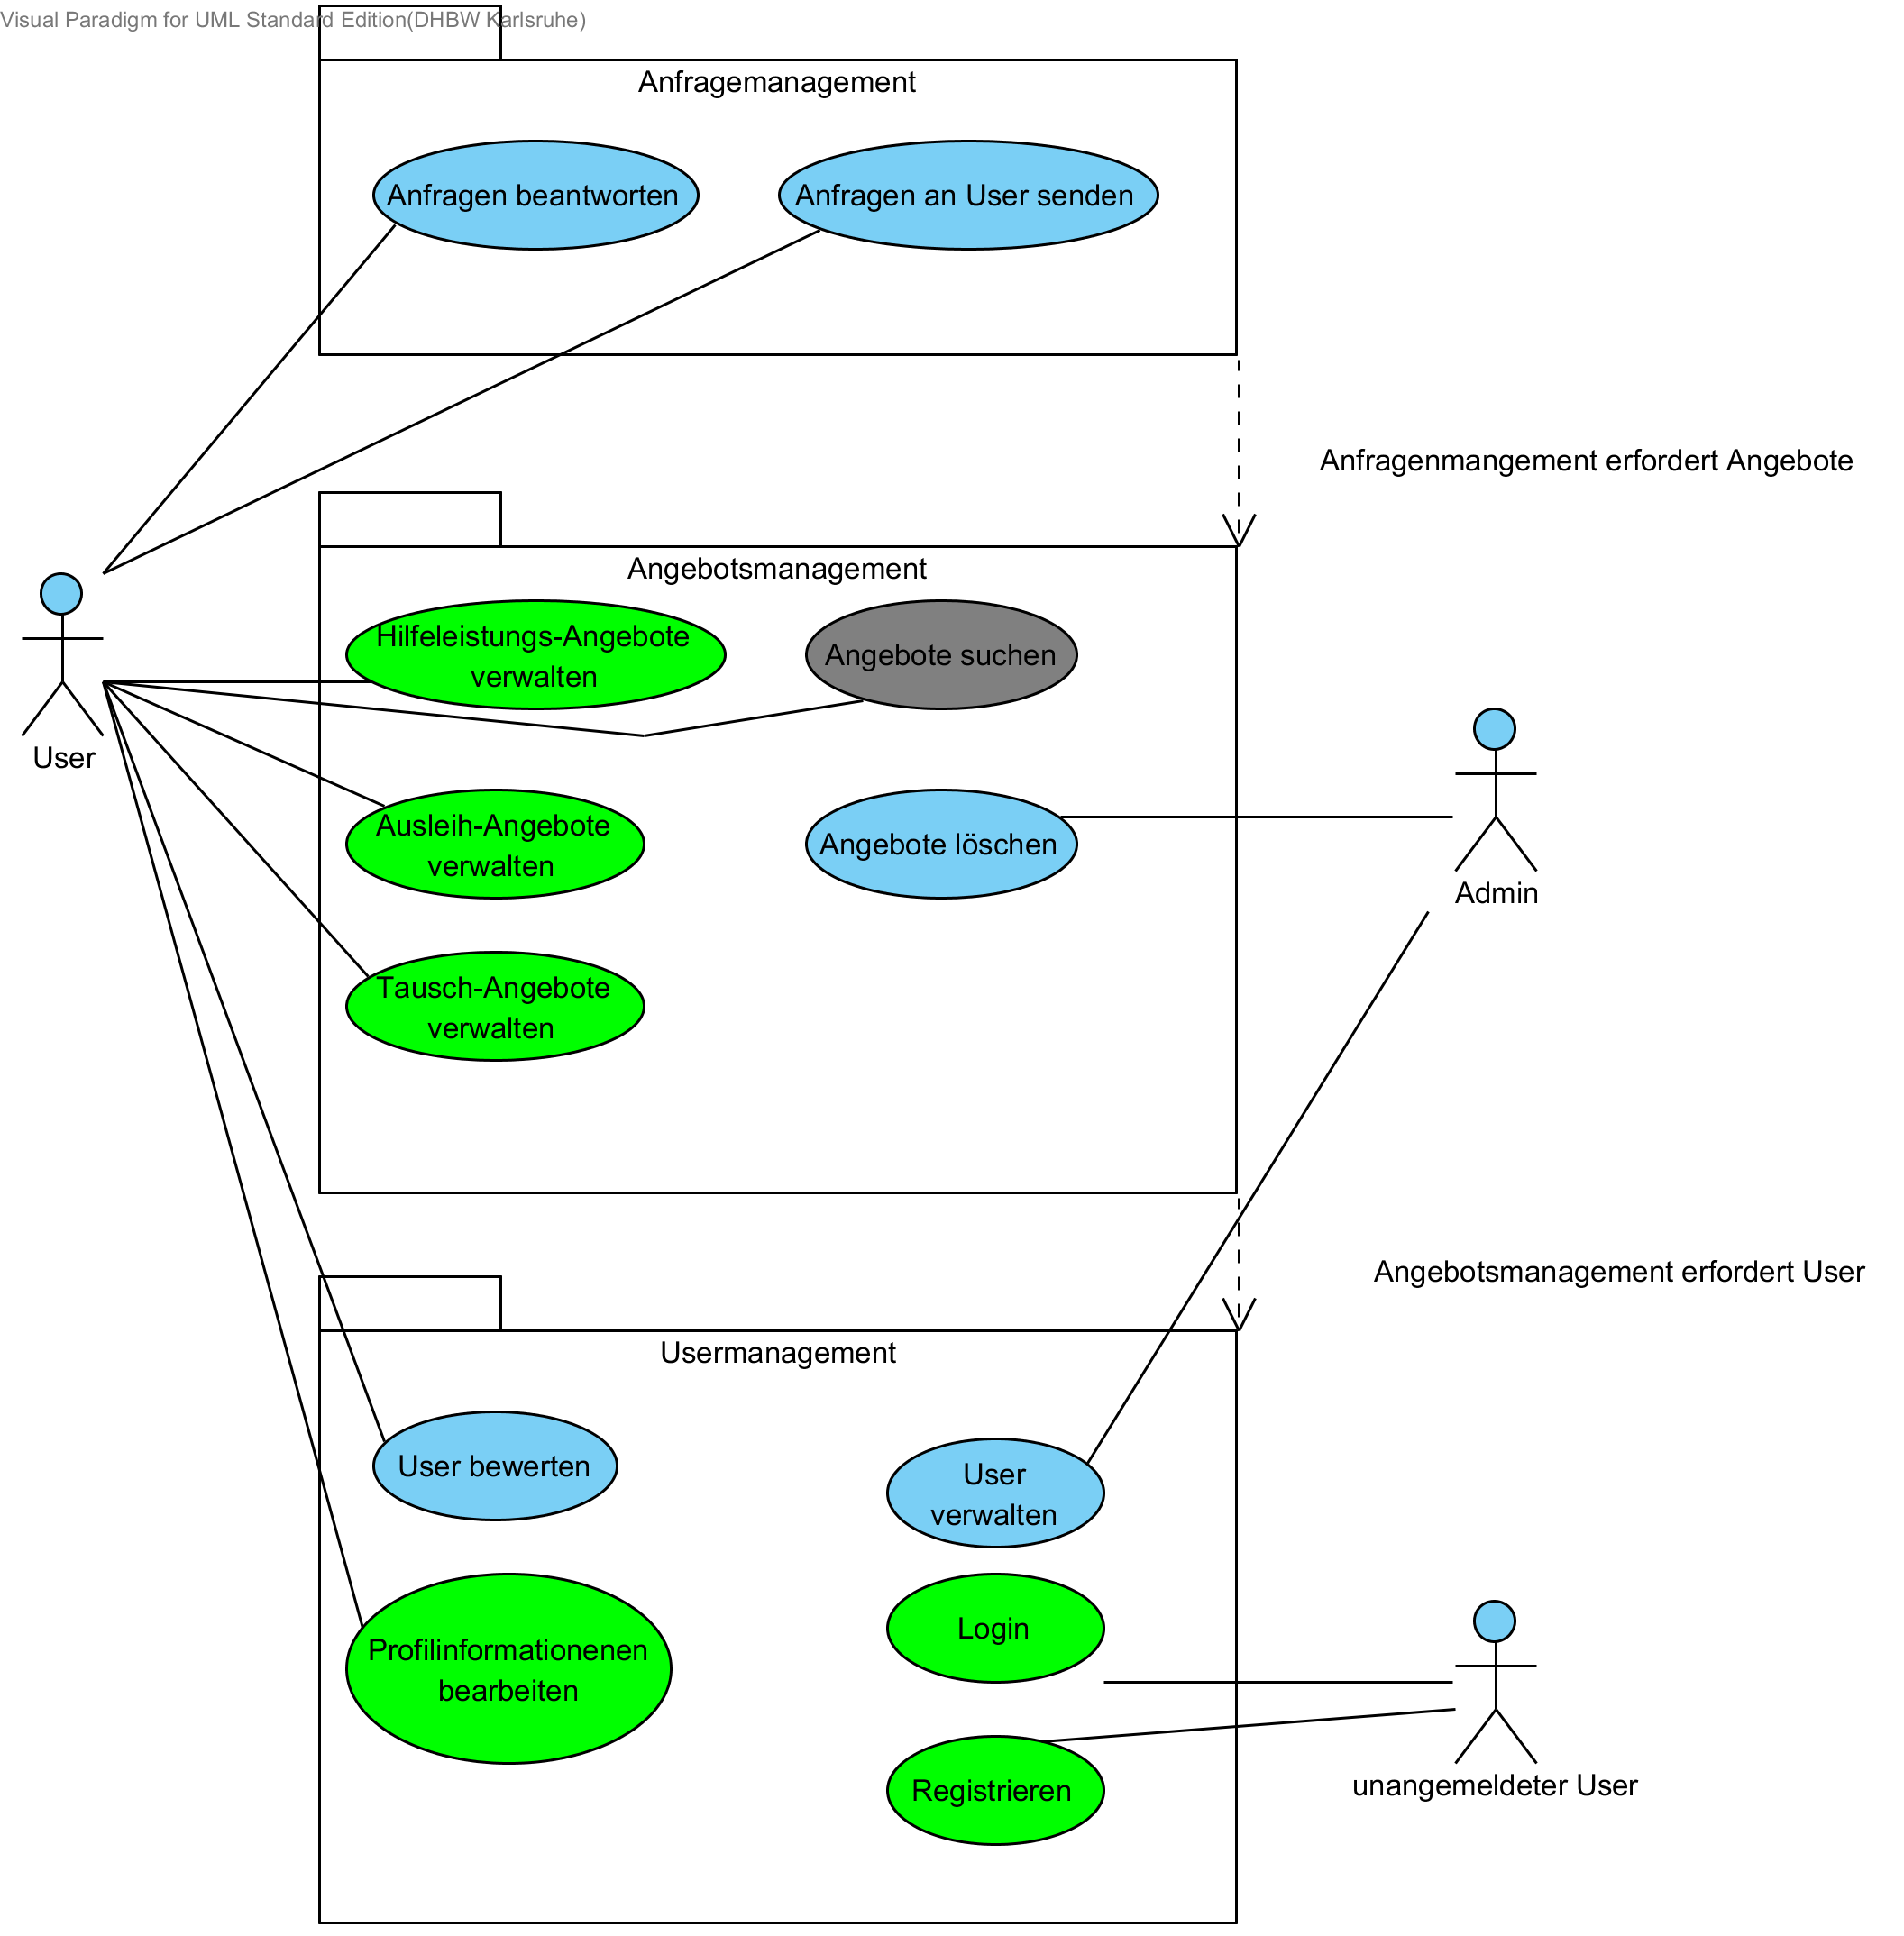 Visual Paradigm for UML Standard Edition(DHBW Karlsruhe)
Anfragemanagement
Anfragen beantworten
Anfragen an User senden
Anfragenmangement erfordert Angebote
Angebotsmanagement
Hilfeleistungs-Angebote
verwalten
Angebote suchen
User
Ausleih-Angebote
verwalten
Angebote löschen
Admin
Tausch-Angebote
verwalten
Angebotsmanagement erfordert User
Usermanagement
User bewerten
User
verwalten
Profilinformationenen
bearbeiten
Login
Registrieren
unangemeldeter User